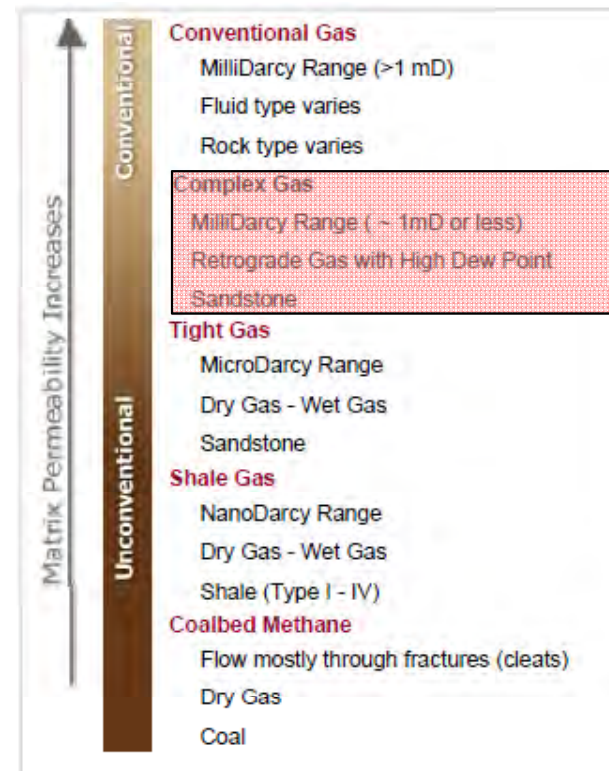 Matrix Permeability Increases
Conventional
Unconventional
Conventional Gas
MilliDarcy Range (>1 mD)
Fluid type varies
Rock type varies
Complex Gas
MilliDarcy Range ( ~ 1mD or less)
Retrograde Gas with High Dew Point
Sandstone
Tight Gas
MicroDarcy Range
Dry Gas - Wet Gas
Sandstone
Shale Gas
NanoDarcy Range
Dry Gas - Wet Gas
Shale (Type I - IV)
Coalbed Methane
Flow mostly through fractures (cleats)
Dry Gas
Coal